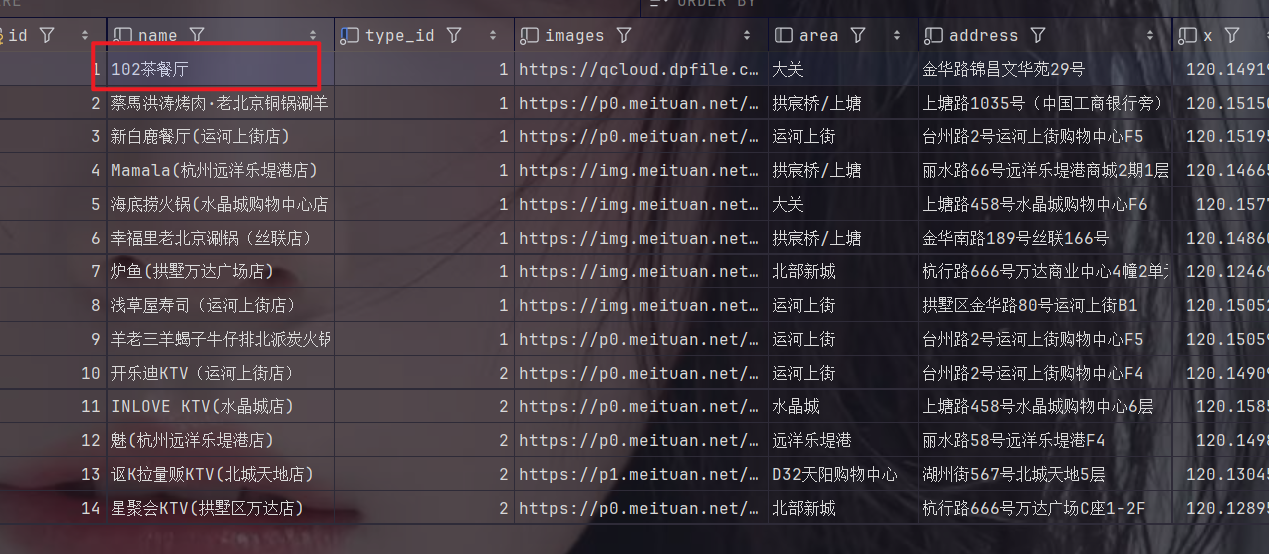 ORDER BY
id name type_id images area address x
1 102茶餐厅 1 https://qcloud.dpfile.c… 大关 金华路锦昌文华苑29号 120.14919
2 蔡馬洪涛烤肉·老北京铜锅涮羊 1 https://p0.meituan.net/… 拱宸桥/上塘 上塘路1035号（中国工商银行旁） 120.15150
3 新白鹿餐厅(运河上街店) 1 https://p0.meituan.net/… 运河上街 台州路2号运河上街购物中心F5 120.15195
4 Mamala(杭州远洋乐堤港店) 1 https://img.meituan.net… 拱宸桥/上塘 丽水路66号远洋乐堤港商城2期1层 120.14665
5 海底捞火锅(水晶城购物中心店 1 https://img.meituan.net… 大关 上塘路458号水晶城购物中心F6 120.157
6 幸福里老北京涮锅（丝联店） 1 https://img.meituan.net… 拱宸桥/上塘 金华南路189号丝联166号 120.14860
7 炉鱼(拱墅万达广场店) 1 https://img.meituan.net… 北部新城 杭行路666号万达商业中心4幢2单 120.12469
8 浅草屋寿司（运河上街店） 1 https://img.meituan.net… 运河上街 拱墅区金华路80号运河上街B1 120.15052
9 羊老三羊蝎子牛仔排北派炭火锅 1 https://p0.meituan.net/… 运河上街 台州路2号运河上街购物中心F5 120.15059
10 开乐迪KTV（运河上街店） 2 https://p0.meituan.net/… 运河上街 台州路2号运河上街购物中心F4 120.14909
11 INLOVE KTV(水晶城店) 2 https://p0.meituan.net/… 水晶城 上塘路458号水晶城购物中心6层 120.1585
12 魅(杭州远洋乐堤港店) 2 https://p0.meituan.net/… 远洋乐堤港 丽水路58号远洋乐堤港F4 120.1498
13 讴K拉量贩KTV(北城天地店) 2 https://p1.meituan.net/… D32天阳购物中心 湖州街567号北城天地5层 120.13045
14 星聚会KTV(拱墅区万达店) 2 https://p0.meituan.net/… 北部新城 杭行路666号万达广场C座1-2F 120.12895